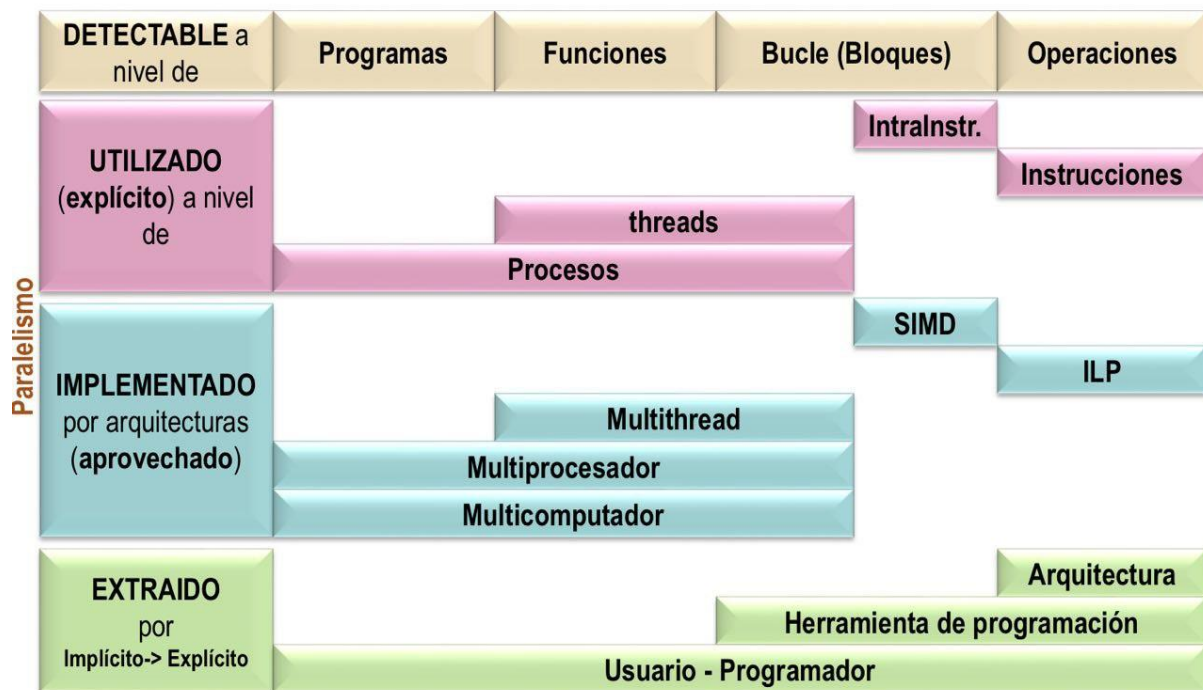 DETECTABLE a
nivel de
Programas
Funciones
Bucle (Bloques)
Operaciones
Paralelismo
UTILIZADO
(explícito) a nivel
de
IntraInstr.
Instrucciones
threads
Procesos
IMPLEMENTADO
por arquitecturas
(aprovechado)
SIMD
ILP
Multithread
Multiprocesador
Multicomputador
EXTRAIDO
por
Implícito-> Explícito
Arquitectura
Herramienta de programación
Usuario - Programador